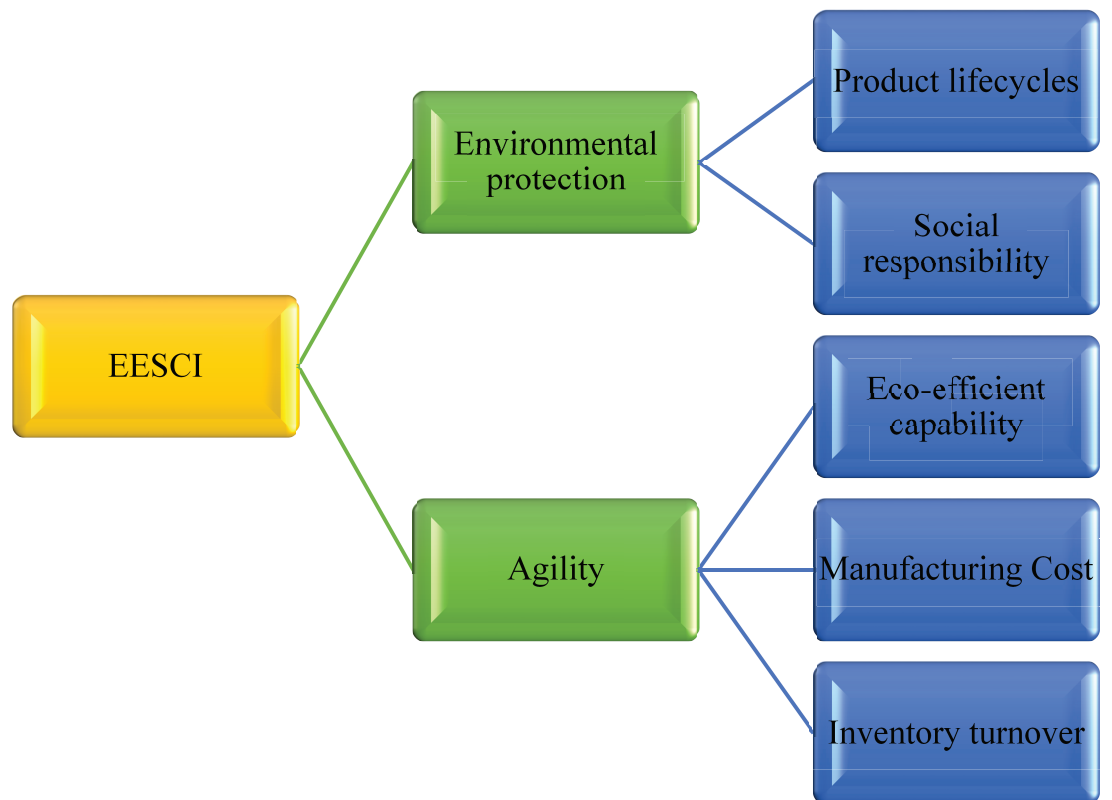 Product lifecycles
Environmental
protection
Social
responsibility
EESCI
Eco-efficient
capability
Agility
Manufacturing Cost
Inventory turnover